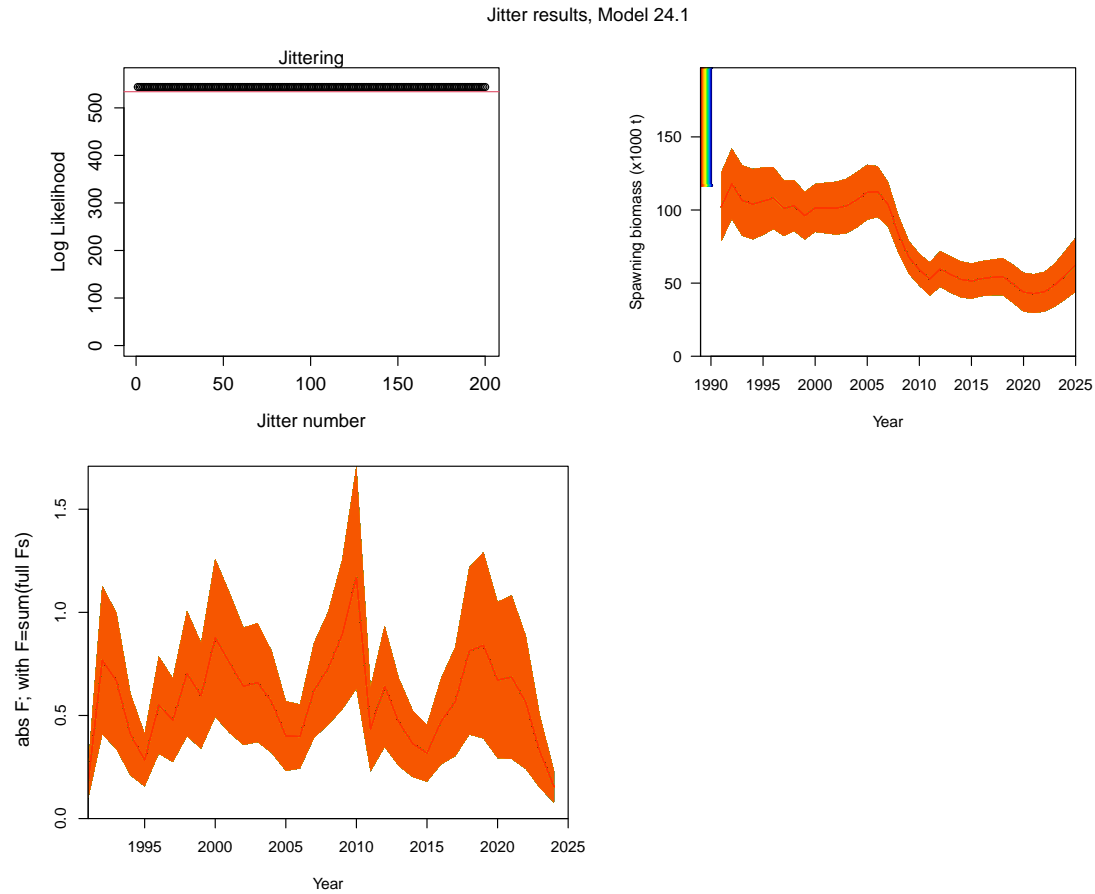 Jitter results, Model 24.1
Jittering
Log Likelihood
0
100
200
300
400
500
0 50 100 150 200
Jitter number
Spawning biomass (x1000 t)
0
50
100
150
1990 1995 2000 2005 2010 2015 2020 2025
Year
abs F; with F=sum(full Fs)
0.0
0.5
1.0
1.5
1995 2000 2005 2010 2015 2020 2025
Year